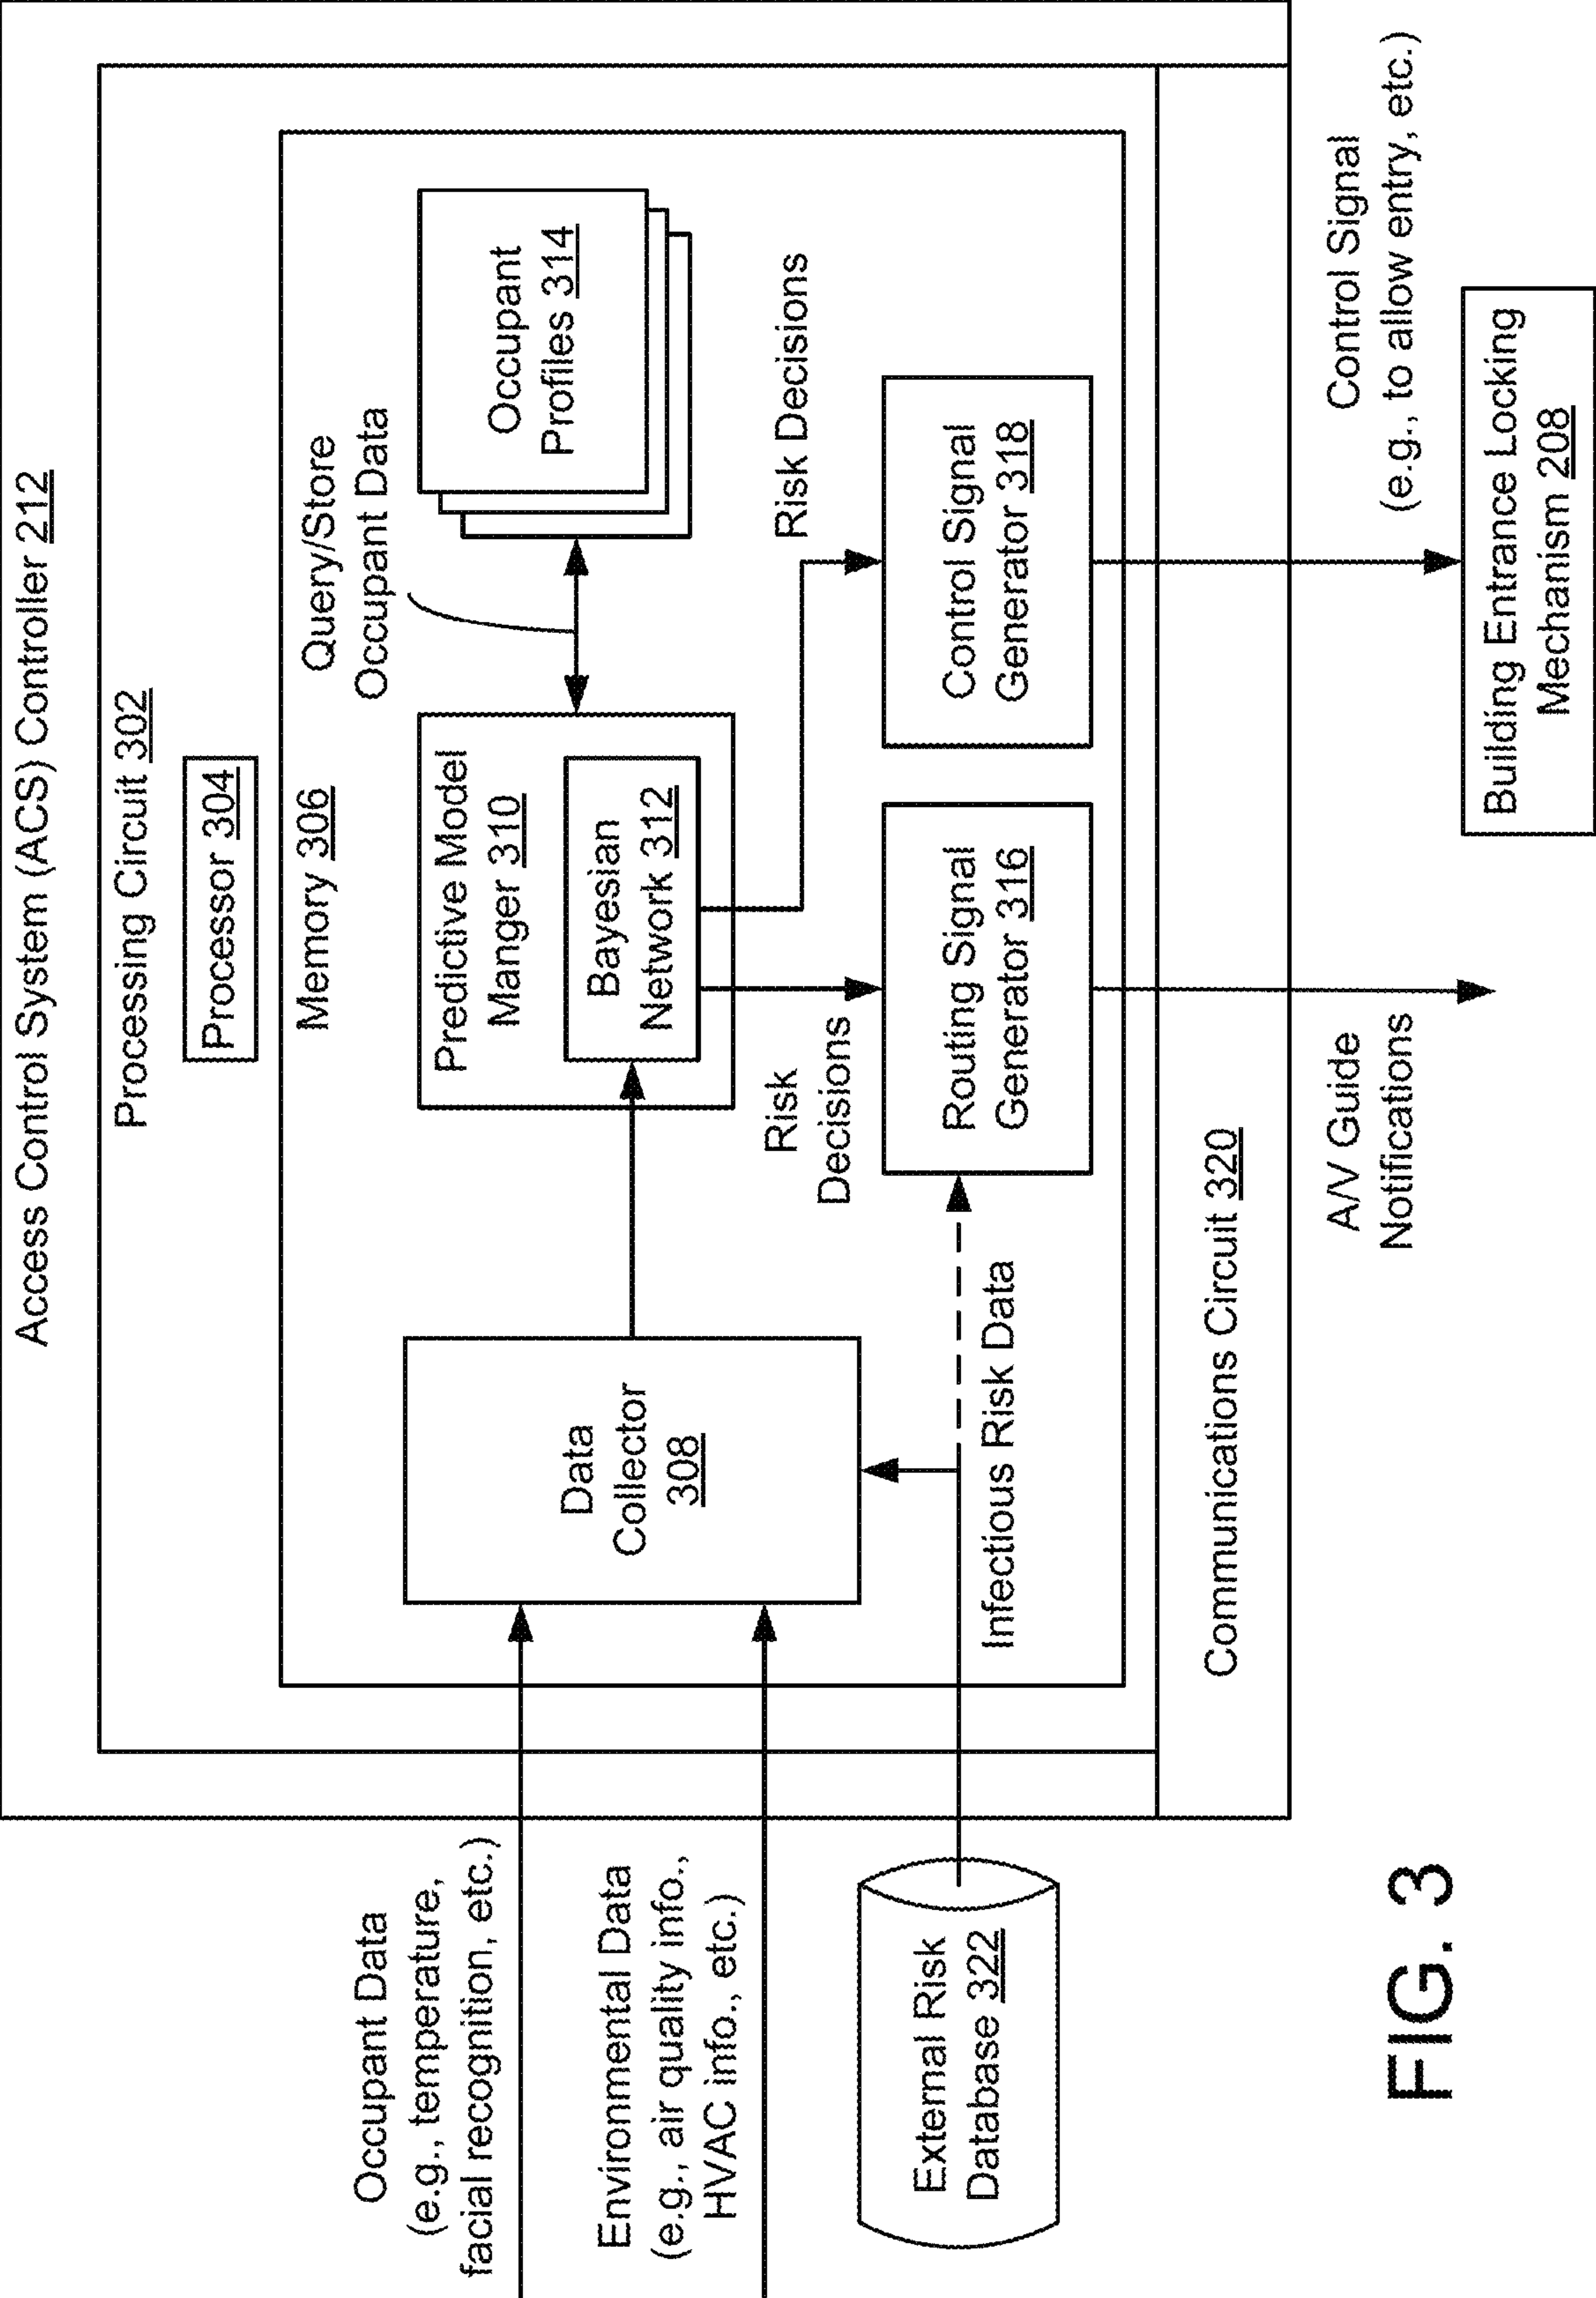 Access Control System (ACS) Controller 212
Processing Circuit 302
Processor 304
Memory 306
Occupant Data
(e.g., temperature,
facial recognition, etc.)
Environmental Data
(e.g., air quality info.,
HVAC info., etc.)
External Risk
Database 322
Data
Collector
308
Infectious Risk Data
Predictive Model
Manger 310
Bayesian
Network 312
Query/Store
Occupant Data
Occupant
Profiles 314
Risk
Decisions
Risk Decisions
Routing Signal
Generator 316
Control Signal
Generator 318
Communications Circuit 320
A/V Guide
Notifications
Control Signal
(e.g., to allow entry, etc.)
Building Entrance Locking
Mechanism 208
FIG. 3